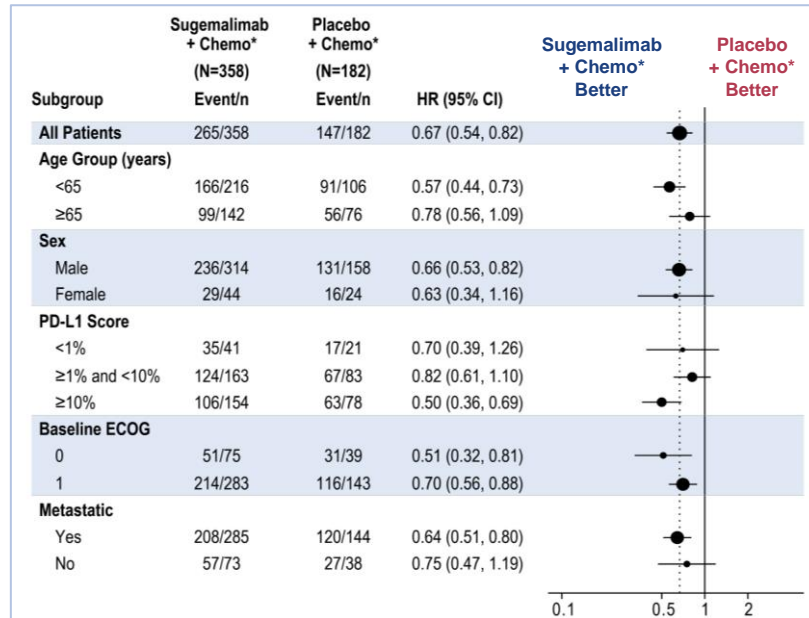 Sugemalimab Placebo
+ Chemo* + Chemo*
(N=358) (N=182)
Subgroup Event/n Event/n HR (95% CI)
Sugemalimab
+ Chemo*
Better
Placebo
+ Chemo*
Better
All Patients 265/358 147/182 0.67 (0.54, 0.82)
Age Group (years)
<65 166/216 91/106 0.57 (0.44, 0.73)
≥65 99/142 56/76 0.78 (0.56, 1.09)
Sex
Male 236/314 131/158 0.66 (0.53, 0.82)
Female 29/44 16/24 0.63 (0.34, 1.16)
PD-L1 Score
<1% 35/41 17/21 0.70 (0.39, 1.26)
≥1% and <10% 124/163 67/83 0.82 (0.61, 1.10)
≥10% 106/154 63/78 0.50 (0.36, 0.69)
Baseline ECOG
0 51/75 31/39 0.51 (0.32, 0.81)
1 214/283 116/143 0.70 (0.56, 0.88)
Metastatic
Yes 208/285 120/144 0.64 (0.51, 0.80)
No 57/73 27/38 0.75 (0.47, 1.19)
0.1 0.5 1 2